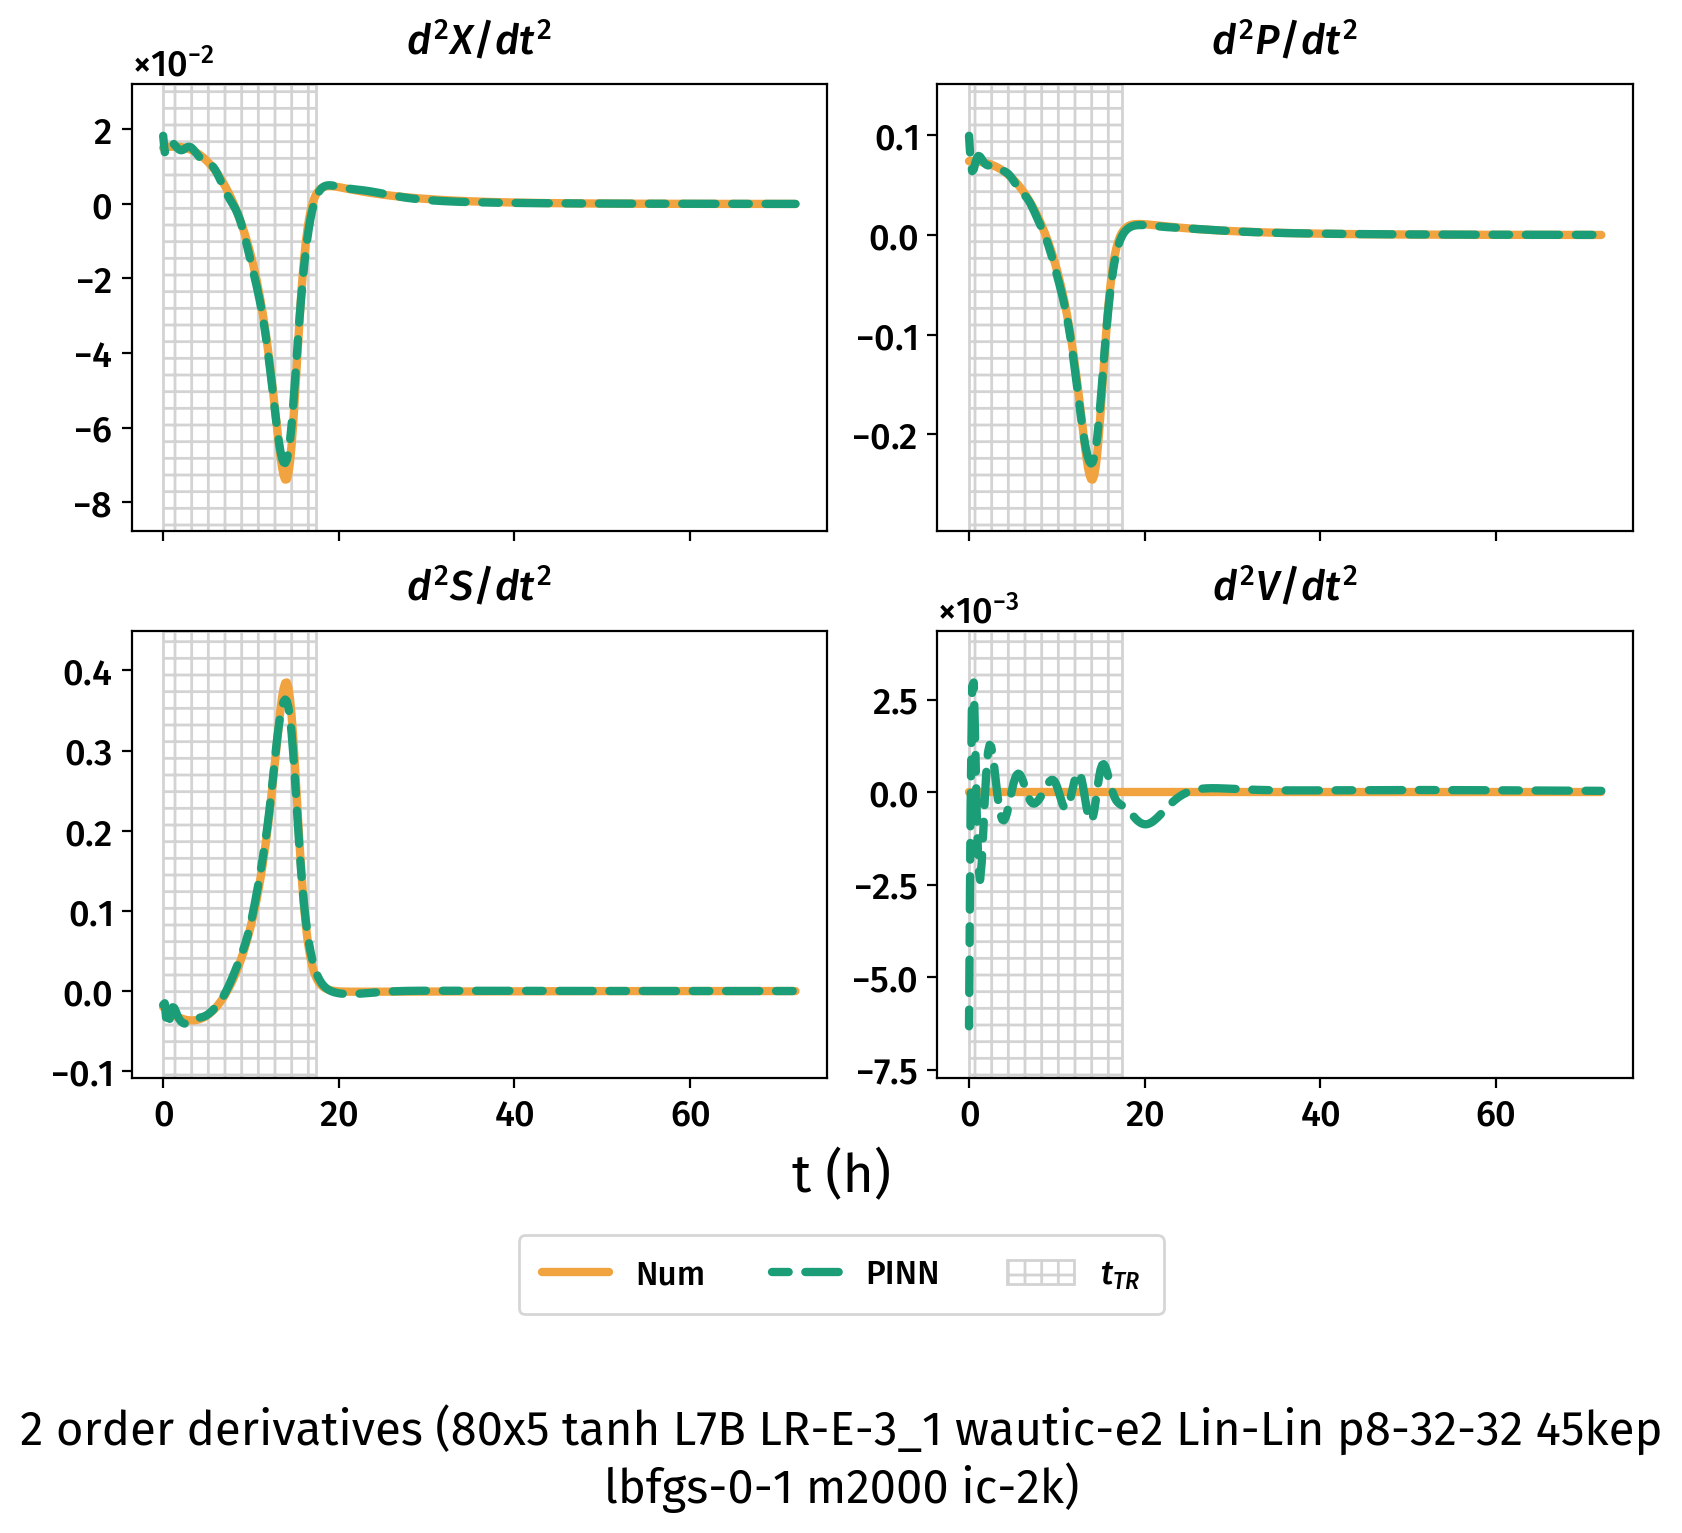 d²X/dt²
d²P/dt²
×10⁻²
2
0
−2
−4
−6
−8
0.1
0.0
−0.1
−0.2
d²S/dt²
d²V/dt²
×10⁻³
0.4
0.3
0.2
0.1
0.0
−0.1
2.5
0.0
−2.5
−5.0
−7.5
0 20 40 60
0 20 40 60
t (h)
Num PINN t_TR
2 order derivatives (80x5 tanh L7B LR-E-3_1 wautic-e2 Lin-Lin p8-32-32 45kep
lbfgs-0-1 m2000 ic-2k)